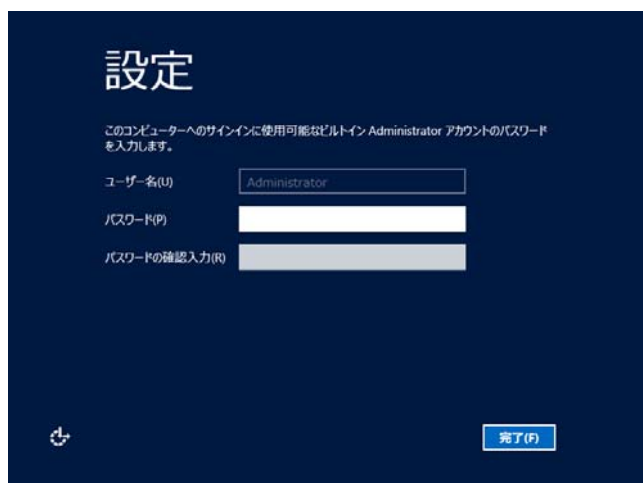 設定
このコンピューターへのサインインに使用可能なビルトイン Administrator アカウントのパスワード
を入力します。
ユーザー名(U)
Administrator
パスワード(P)
パスワードの確認入力(R)
完了(F)